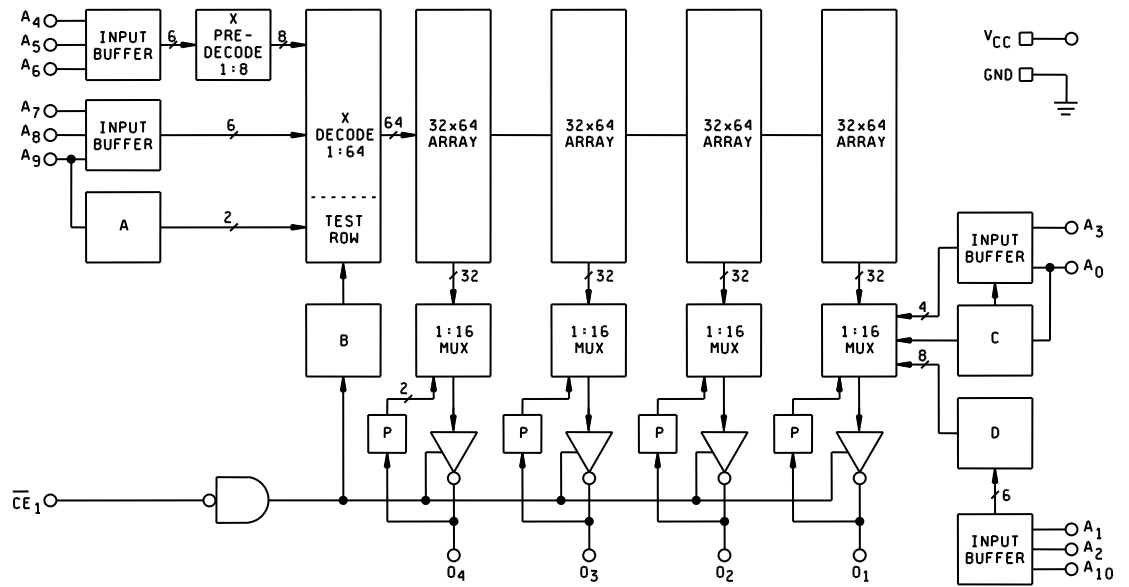 A4
A5
A6
INPUT
BUFFER
6
X
PRE-
DECODE
1:8
8
A7
A8
A9
INPUT
BUFFER
6
A
2
X
DECODE
1:64
TEST
ROW
64
32x64
ARRAY
32x64
ARRAY
32x64
ARRAY
32x64
ARRAY
VCC
GND
32
32
32
32
B
1:16
MUX
1:16
MUX
1:16
MUX
1:16
MUX
INPUT
BUFFER
A3
A0
4
C
8
2
P
P
P
P
D
6
CE1
INPUT
BUFFER
A1
A2
A10
O4
O3
O2
O1